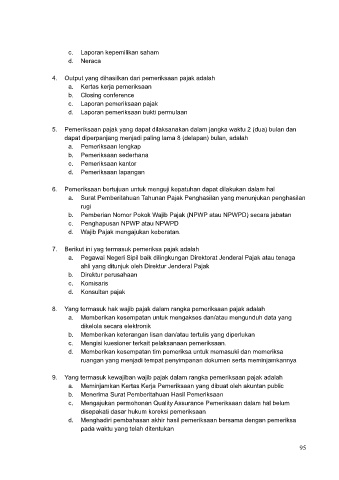 c. Laporan kepemilikan saham
d. Neraca
4. Output yang dihasilkan dari pemeriksaan pajak adalah
a. Kertas kerja pemeriksaan
b. Closing conference
c. Laporan pemeriksaan pajak
d. Laporan pemeriksaan bukti permulaan
5. Pemeriksaan pajak yang dapat dilaksanakan dalam jangka waktu 2 (dua) bulan dan
dapat diperpanjang menjadi paling lama 8 (delapan) bulan, adalah
a. Pemeriksaan lengkap
b. Pemeriksaan sederhana
c. Pemeriksaan kantor
d. Pemeriksaan lapangan
6. Pemeriksaan bertujuan untuk menguji kepatuhan dapat dilakukan dalam hal
a. Surat Pemberitahuan Tahunan Pajak Penghasilan yang menunjukan penghasilan
rugi
b. Pemberian Nomor Pokok Wajib Pajak (NPWP atau NPWPD) secara jabatan
c. Penghapusan NPWP atau NPWPD
d. Wajib Pajak mengajukan keberatan.
7. Berikut ini yag termasuk pemeriksa pajak adalah
a. Pegawai Negeri Sipil baik dilingkungan Direktorat Jenderal Pajak atau tenaga
ahli yang ditunjuk oleh Direktur Jenderal Pajak
b. Direktur perusahaan
c. Komisaris
d. Konsultan pajak
8. Yang termasuk hak wajib pajak dalam rangka pemeriksaan pajak adalah
a. Memberikan kesempatan untuk mengakses dan/atau mengunduh data yang
dikelola secara elektronik
b. Memberikan keterangan lisan dan/atau tertulis yang diperlukan
c. Mengisi kuesioner terkait pelaksanaan pemeriksaan.
d. Memberikan kesempatan tim pemeriksa untuk memasuki dan memeriksa
ruangan yang menjadi tempat penyimpanan dokumen serta meminjamkannya
9. Yang termasuk kewajiban wajib pajak dalam rangka pemeriksaan pajak adalah
a. Meminjamkan Kertas Kerja Pemeriksaan yang dibuat oleh akuntan public
b. Menerima Surat Pemberitahuan Hasil Pemeriksaan
c. Mengajukan permohonan Quality Assurance Pemeriksaan dalam hal belum
disepakati dasar hukum koreksi pemeriksaan
d. Menghadiri pembahasan akhir hasil pemeriksaan bersama dengan pemeriksa
pada waktu yang telah ditentukan
95